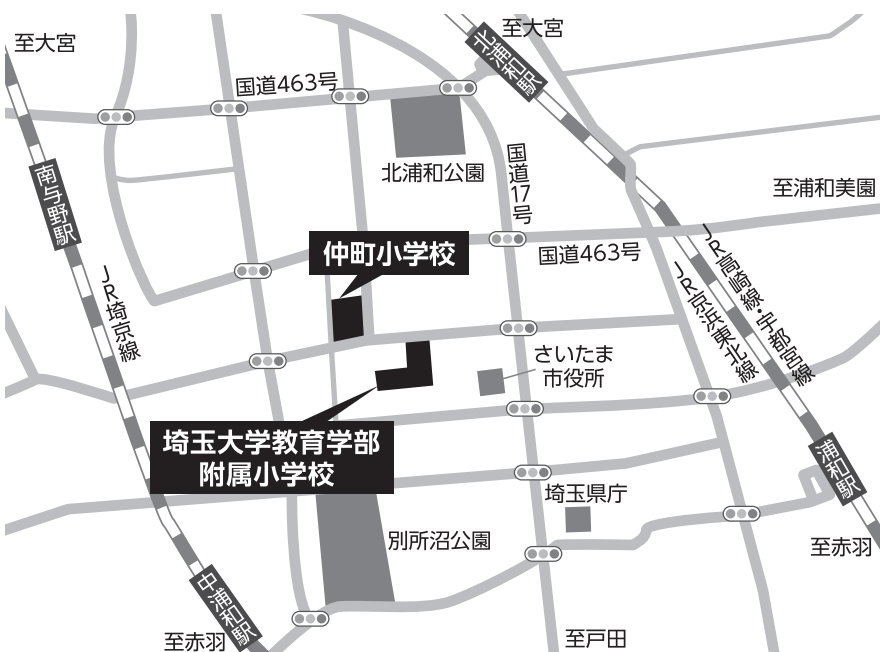 至大宮
至大宮
北浦和駅
国道463号
北浦和公園
国道17号
南与野駅
至浦和美園
仲町小学校
国道463号
JR埼京線
JR高崎線・宇都宮線
JR京浜東北線
さいたま
市役所
埼玉大学教育学部
附属小学校
浦和駅
埼玉県庁
別所沼公園
至赤羽
中浦和駅
至赤羽
至戸田